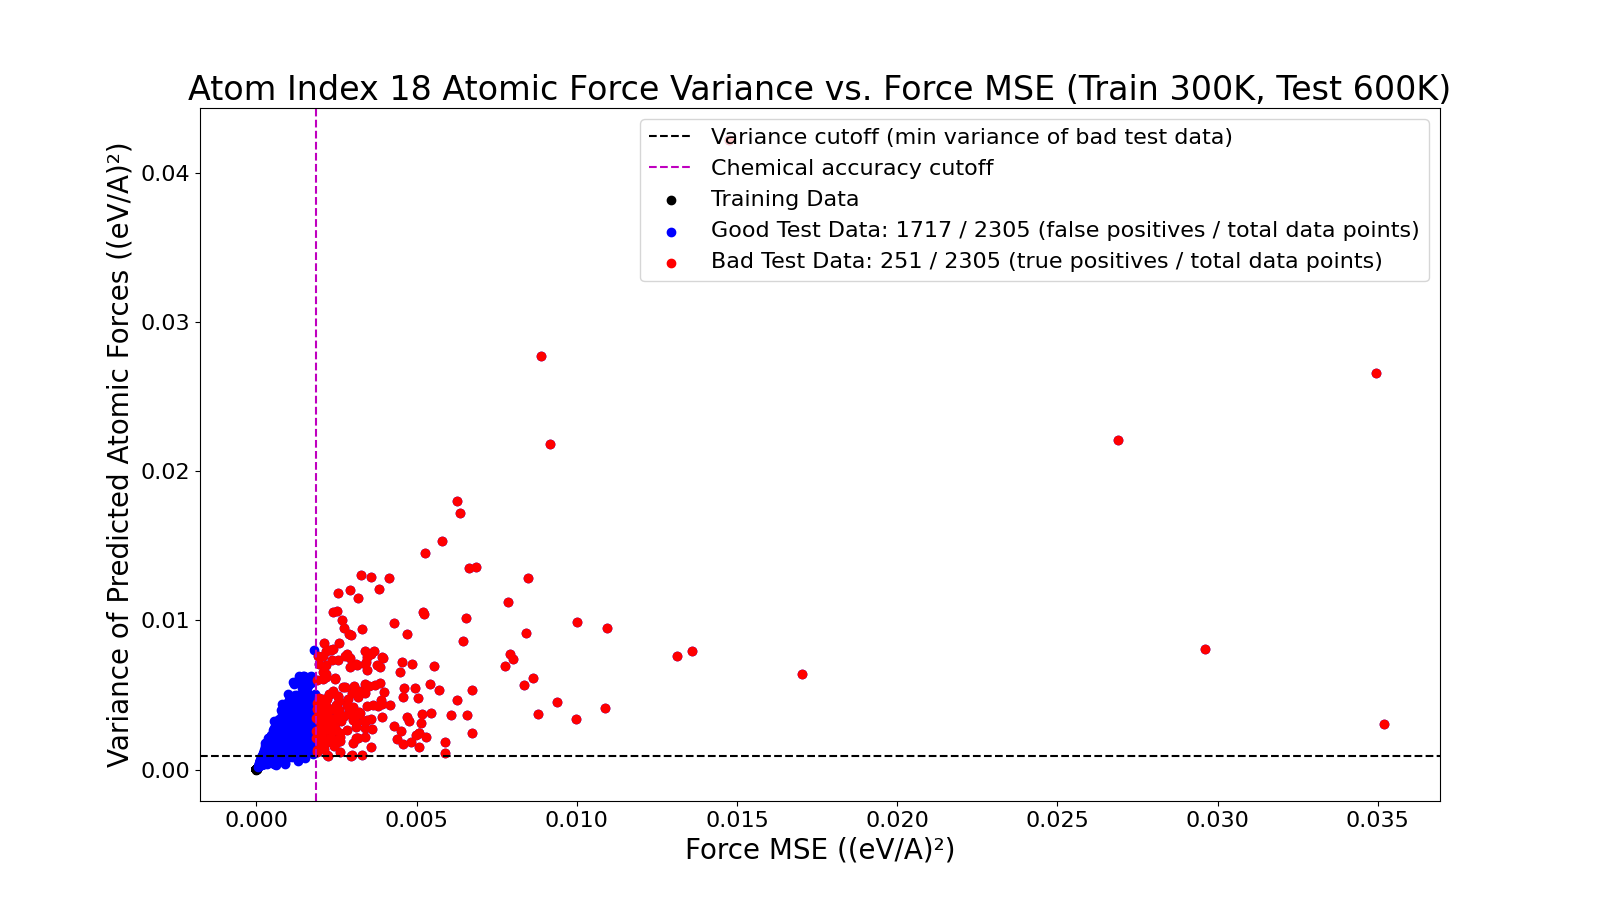 Atom Index 18 Atomic Force Variance vs. Force MSE (Train 300K, Test 600K)
Variance cutoff (min variance of bad test data)
Chemical accuracy cutoff
Training Data
Good Test Data: 1717 / 2305 (false positives / total data points)
Bad Test Data: 251 / 2305 (true positives / total data points)
Variance of Predicted Atomic Forces ((eV/A)²)
0.04
0.03
0.02
0.01
0.00
0.000 0.005 0.010 0.015 0.020 0.025 0.030 0.035
Force MSE ((eV/A)²)